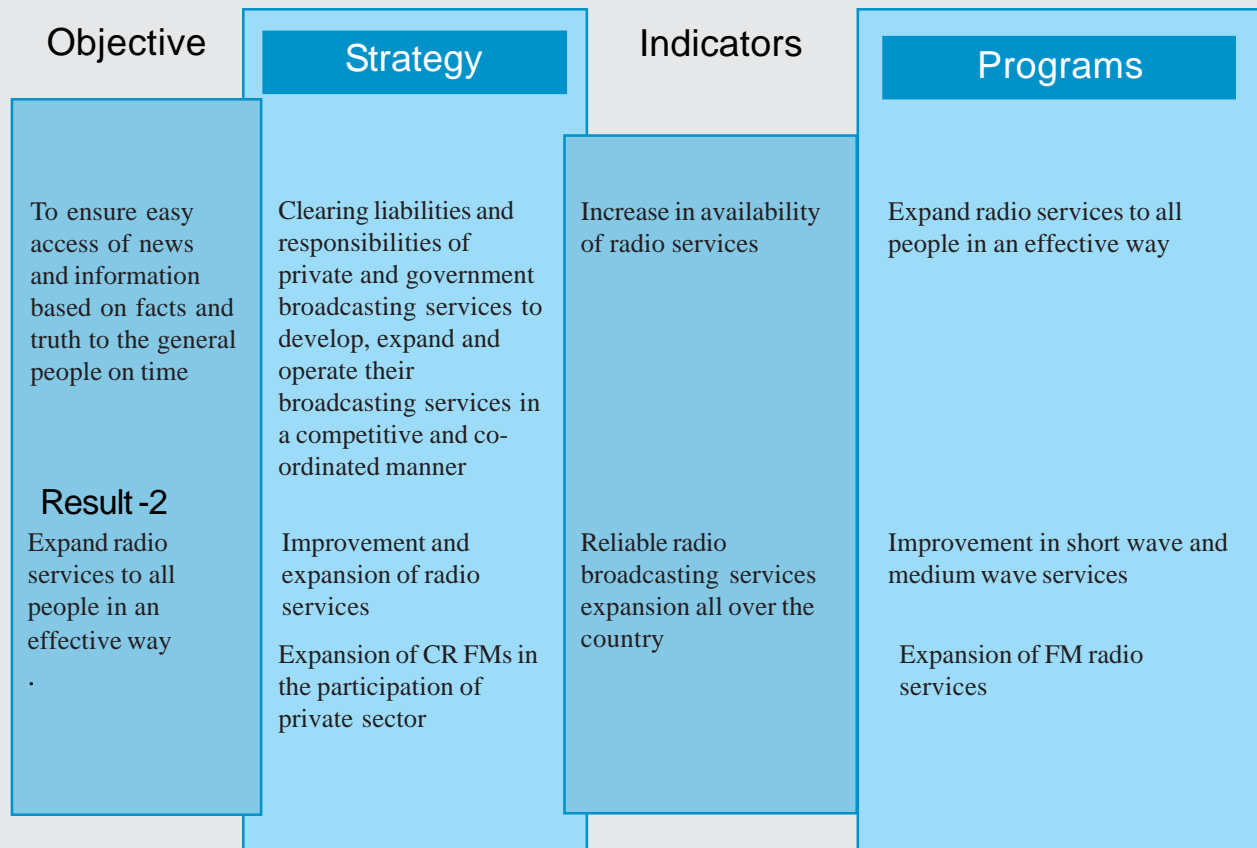 Objective
Strategy
Indicators
Programs
To ensure easy
access of news
and information
based on facts and
truth to the general
people on time
Clearing liabilities and
responsibilities of
private and government
broadcasting services to
develop, expand and
operate their
broadcasting services in
a competitive and co-
ordinated manner
Increase in availability
of radio services
Expand radio services to all
people in an effective way
Result -2
Expand radio
services to all
people in an
effective way
.
Improvement and
expansion of radio
services
Expansion of CR FMs in
the participation of
private sector
Reliable radio
broadcasting services
expansion all over the
country
Improvement in short wave and
medium wave services
Expansion of FM radio
services